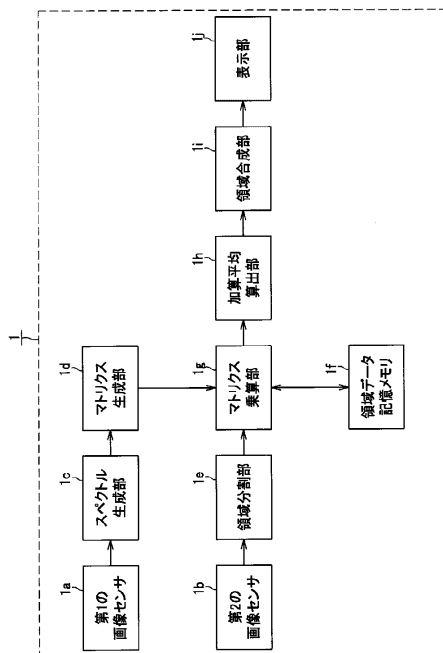 1
1a
第1の
画像センサ
1c
スペクトル
生成部
1d
マトリクス
生成部
1b
第2の
画像センサ
1e
領域分割部
1g
マトリクス
乗算部
1h
加算平均
算出部
1i
領域合成部
1j
表示部
1f
領域データ
記憶メモリ